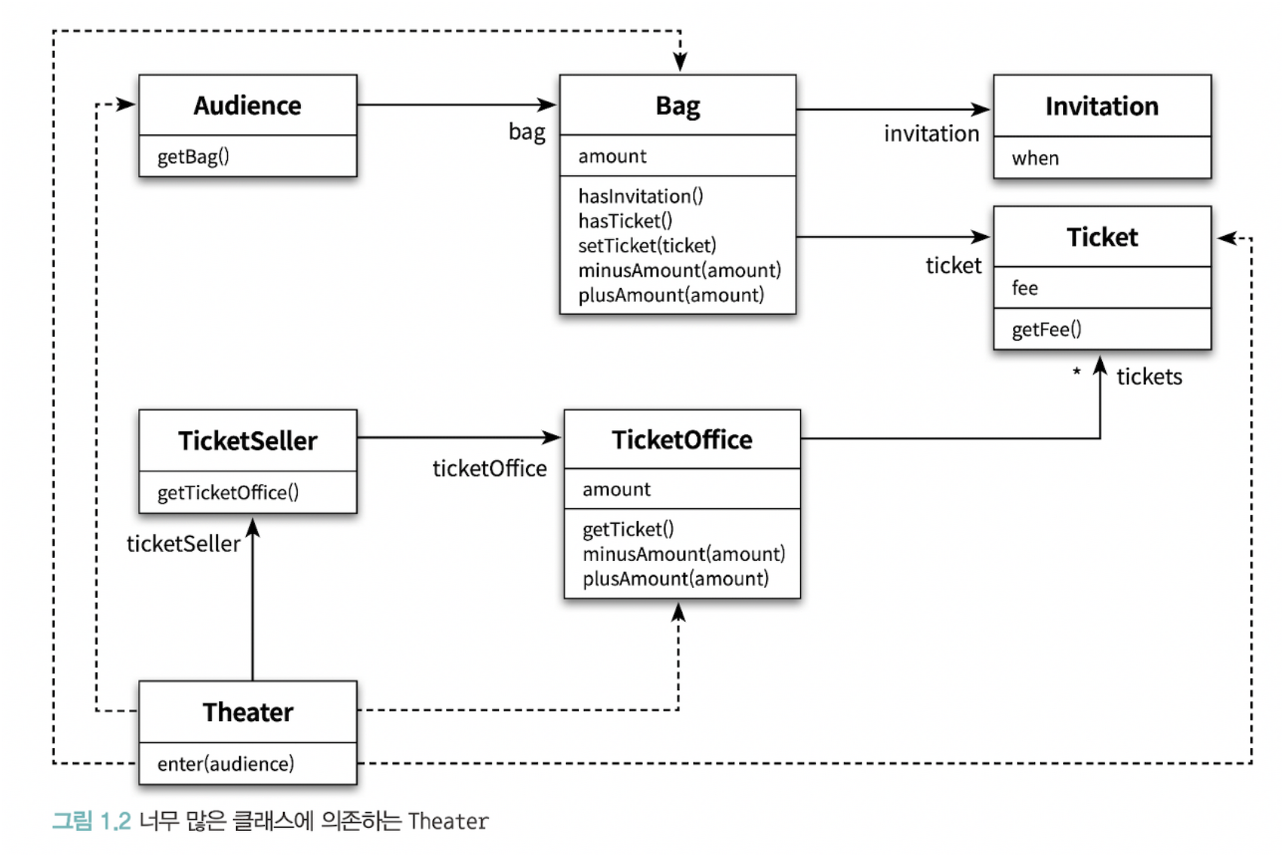 Audience
getBag()
bag
Bag
amount
hasInvitation()
hasTicket()
setTicket(ticket)
minusAmount(amount)
plusAmount(amount)
invitation
Invitation
when
ticket
Ticket
fee
getFee()
* tickets
TicketSeller
getTicketOffice()
ticketOffice
TicketOffice
amount
getTicket()
minusAmount(amount)
plusAmount(amount)
ticketSeller
Theater
enter(audience)
그림 1.2 너무 많은 클래스에 의존하는 Theater